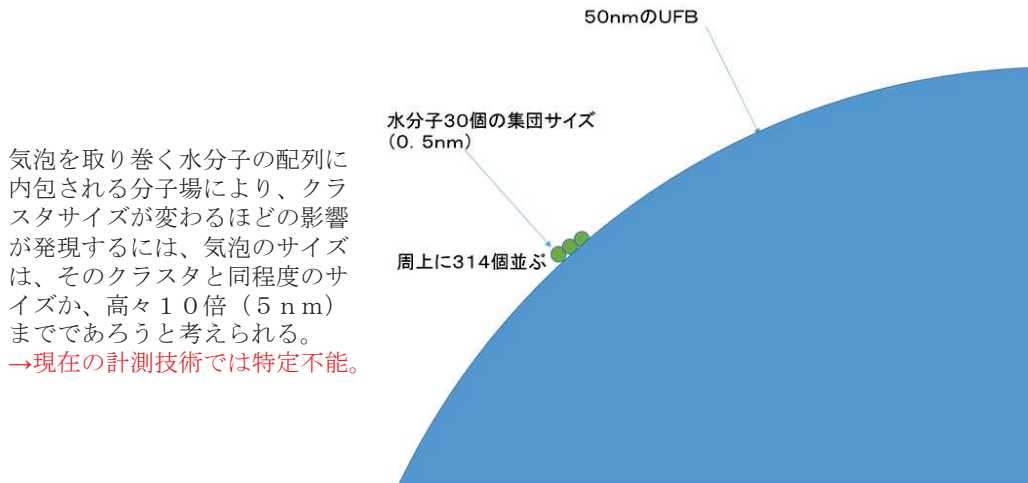 50nmのUFB
水分子30個の集団サイズ
（0. 5nm）
周上に314個並ぶ
気泡を取り巻く水分子の配列に
内包される分子場により、クラ
スタサイズが変わるほどの影響
が発現するには、気泡のサイズ
は、そのクラスタと同程度のサ
イズか、高々１０倍（５ｎｍ）
までであろうと考えられる。
→現在の計測技術では特定不能。